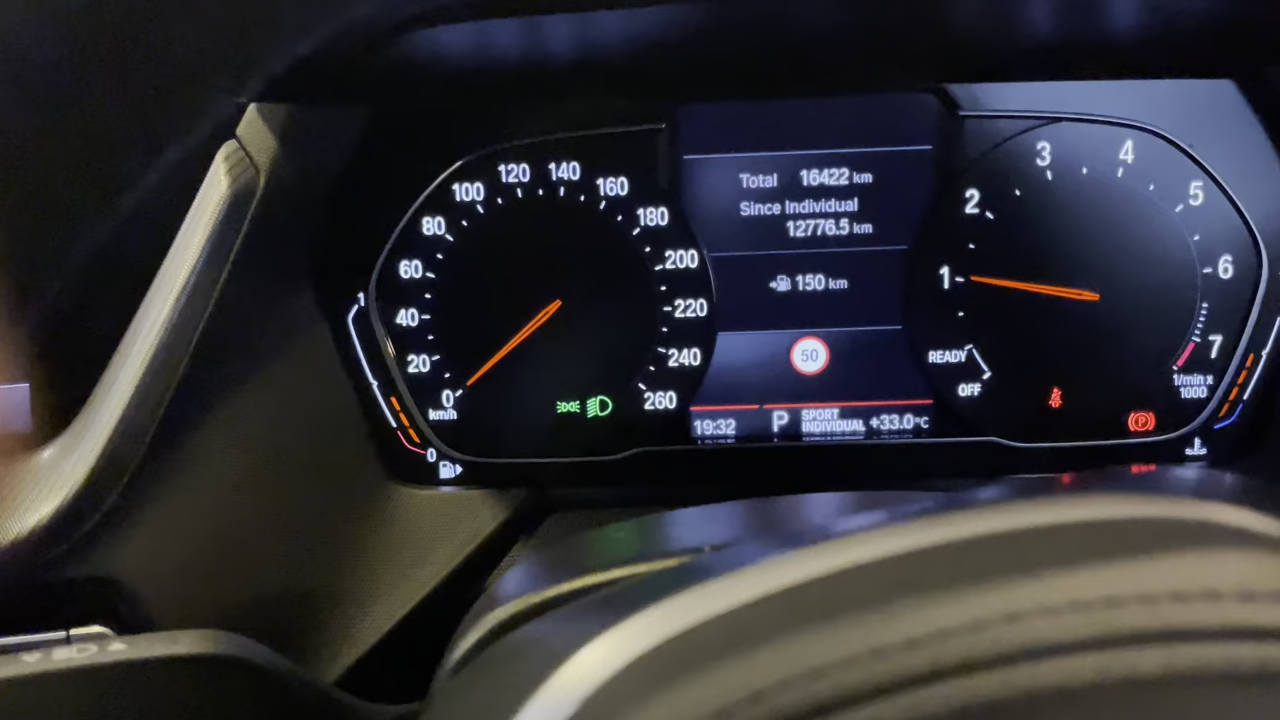 0
20
40
60
80
100
120
140
160
180
200
220
240
260
km/h
1
0
Total 16422 km
Since Individual
12776.5 km
150 km
50
19:32 P SPORT
INDIVIDUAL +33.0°C
1
2
3
4
5
6
7
1/min x
1000
READY
OFF
P